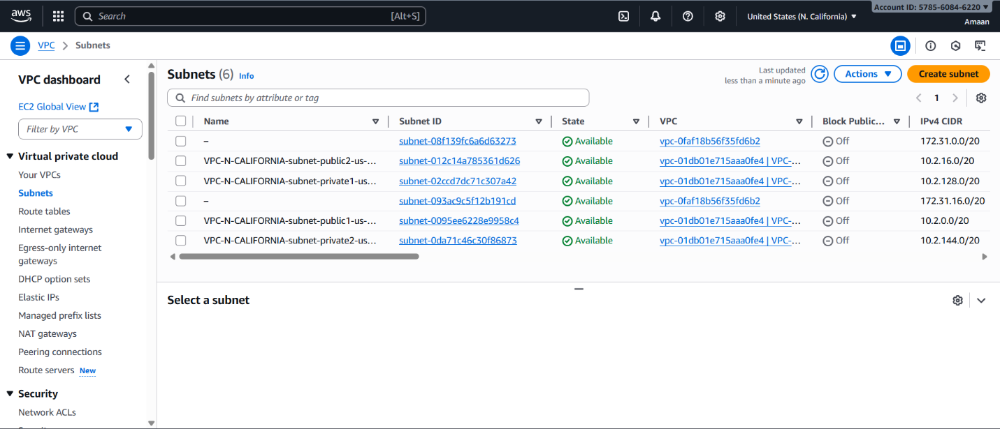 aws Search [Alt+S] United States (N. California) Account ID: 5785-6084-6220
Amaan
VPC > Subnets
VPC dashboard
EC2 Global View
Filter by VPC
Virtual private cloud
Your VPCs
Subnets
Route tables
Internet gateways
Egress-only internet
gateways
DHCP option sets
Elastic IPs
Managed prefix lists
NAT gateways
Peering connections
Route servers New
Security
Network ACLs
Subnets (6) Info
Last updated
less than a minute ago
Actions
Create subnet
Find subnets by attribute or tag
1
Name Subnet ID State VPC Block Public... IPv4 CIDR
– subnet-08f139fc6a6d63273 Available vpc-0faf18b56f35fd6b2 Off 172.31.0.0/20
VPC-N-CALIFORNIA-subnet-public2-us-... subnet-012c14a785361d626 Available vpc-01db01e715aaa0fe4 | VPC-... Off 10.2.16.0/20
VPC-N-CALIFORNIA-subnet-private1-us... subnet-02ccd7dc71c307a42 Available vpc-01db01e715aaa0fe4 | VPC-... Off 10.2.128.0/20
– subnet-093ac9c5f12b191cd Available vpc-0faf18b56f35fd6b2 Off 172.31.16.0/20
VPC-N-CALIFORNIA-subnet-public1-us-... subnet-0095ee6228e9958c4 Available vpc-01db01e715aaa0fe4 | VPC-... Off 10.2.0.0/20
VPC-N-CALIFORNIA-subnet-private2-us... subnet-0da71c46c30f86873 Available vpc-01db01e715aaa0fe4 | VPC-... Off 10.2.144.0/20
Select a subnet